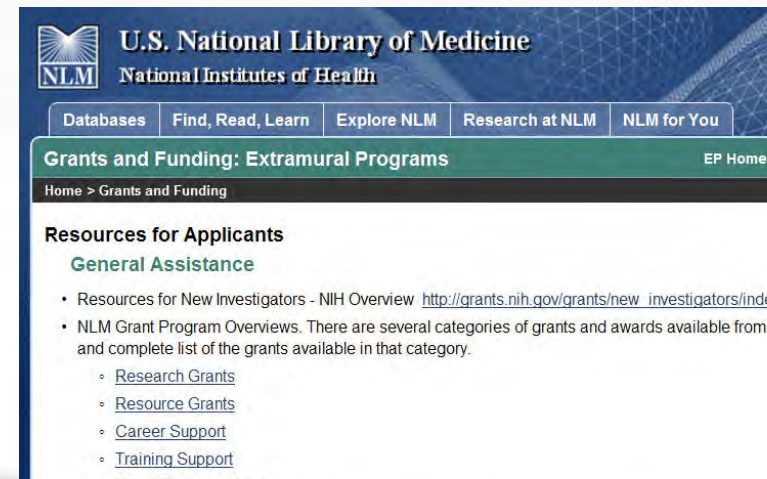 U.S. National Library of Medicine
NLM National Institutes of Health
Databases Find, Read, Learn Explore NLM Research at NLM NLM for You
Grants and Funding: Extramural Programs EP Home
Home > Grants and Funding
Resources for Applicants
General Assistance
• Resources for New Investigators - NIH Overview http://grants.nih.gov/grants/new_investigators/inde
• NLM Grant Program Overviews. There are several categories of grants and awards available from
and complete list of the grants available in that category.
◦ Research Grants
◦ Resource Grants
◦ Career Support
◦ Training Support